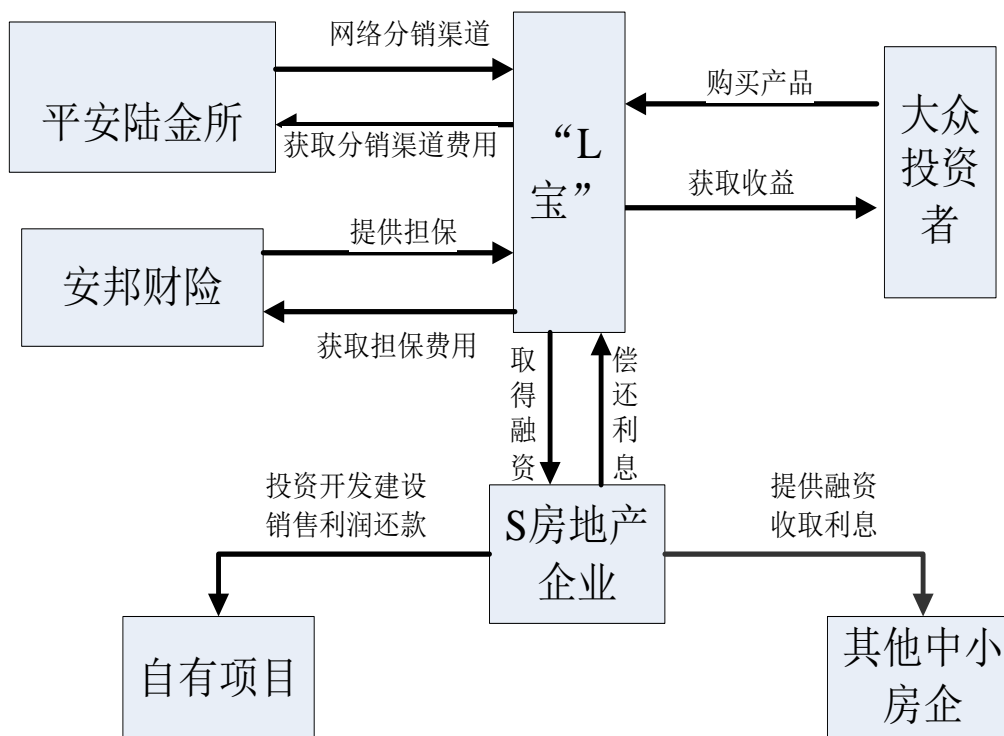 网络分销渠道
平安陆金所
获取分销渠道费用
“L
宝”
购买产品
大众
投资
者
获取收益
提供担保
安邦财险
获取担保费用
取
得
融
资
偿
还
利
息
投资开发建设
销售利润还款
S房地产
企业
提供融资
收取利息
自有项目
其他中小
房企